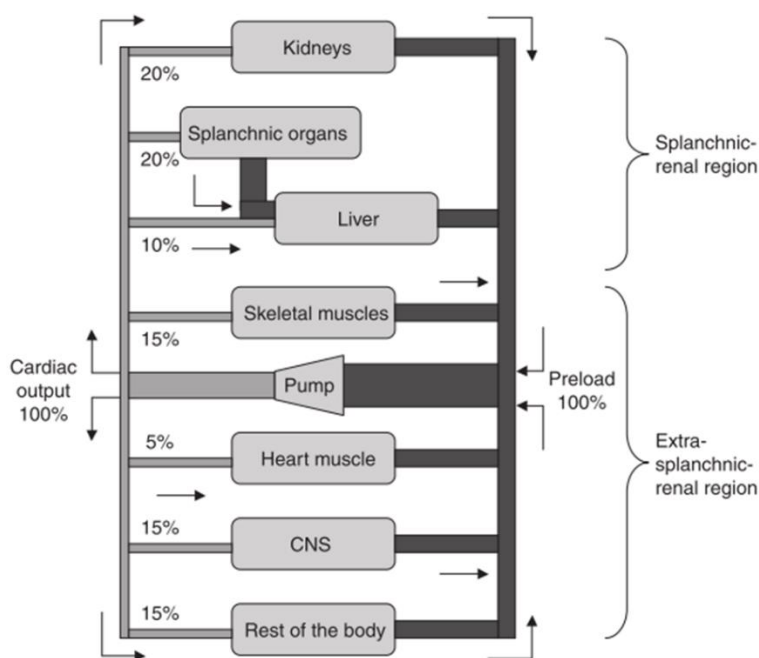 Kidneys
20%
Splanchnic organs
20%
Splanchnic-
renal region
Liver
10%
Skeletal muscles
15%
Cardiac
output
100%
Pump
Preload
100%
5%
Heart muscle
Extra-
splanchnic-
renal region
15%
CNS
15%
Rest of the body